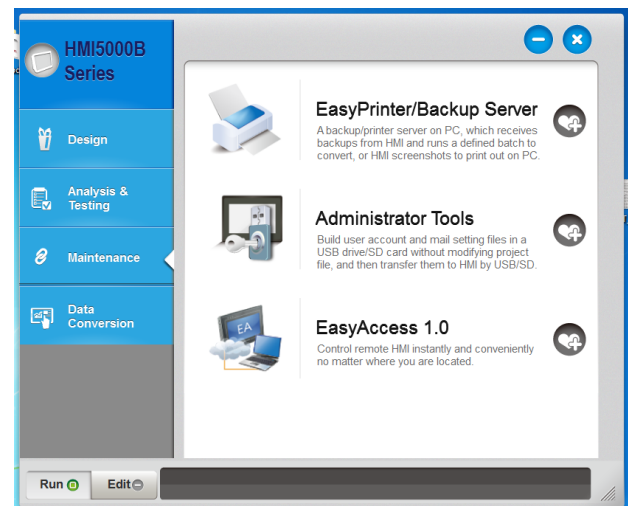 HMI5000B
Series
Design
Analysis &
Testing
Maintenance
Data
Conversion
EasyPrinter/Backup Server
A backup/printer server on PC, which receives
backups from HMI and runs a defined batch to
convert, or HMI screenshots to print out on PC.
Administrator Tools
Build user account and mail setting files in a
USB drive/SD card without modifying project
file, and then transfer them to HMI by USB/SD.
EA
EasyAccess 1.0
Control remote HMI instantly and conveniently
no matter where you are located.
Run
Edit